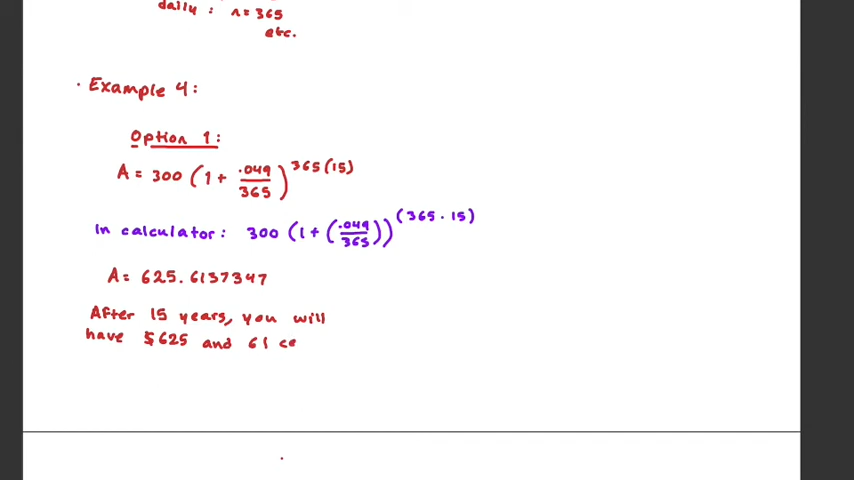 daily : n = 365
etc.
· Example 4:
Option 1:
A = 300 (1 + .049/365)^365(15)
In calculator: 300 (1 + (.049/365))^(365 · 15)
A = 625.6137347
After 15 years, you will
have $625 and 61 ce